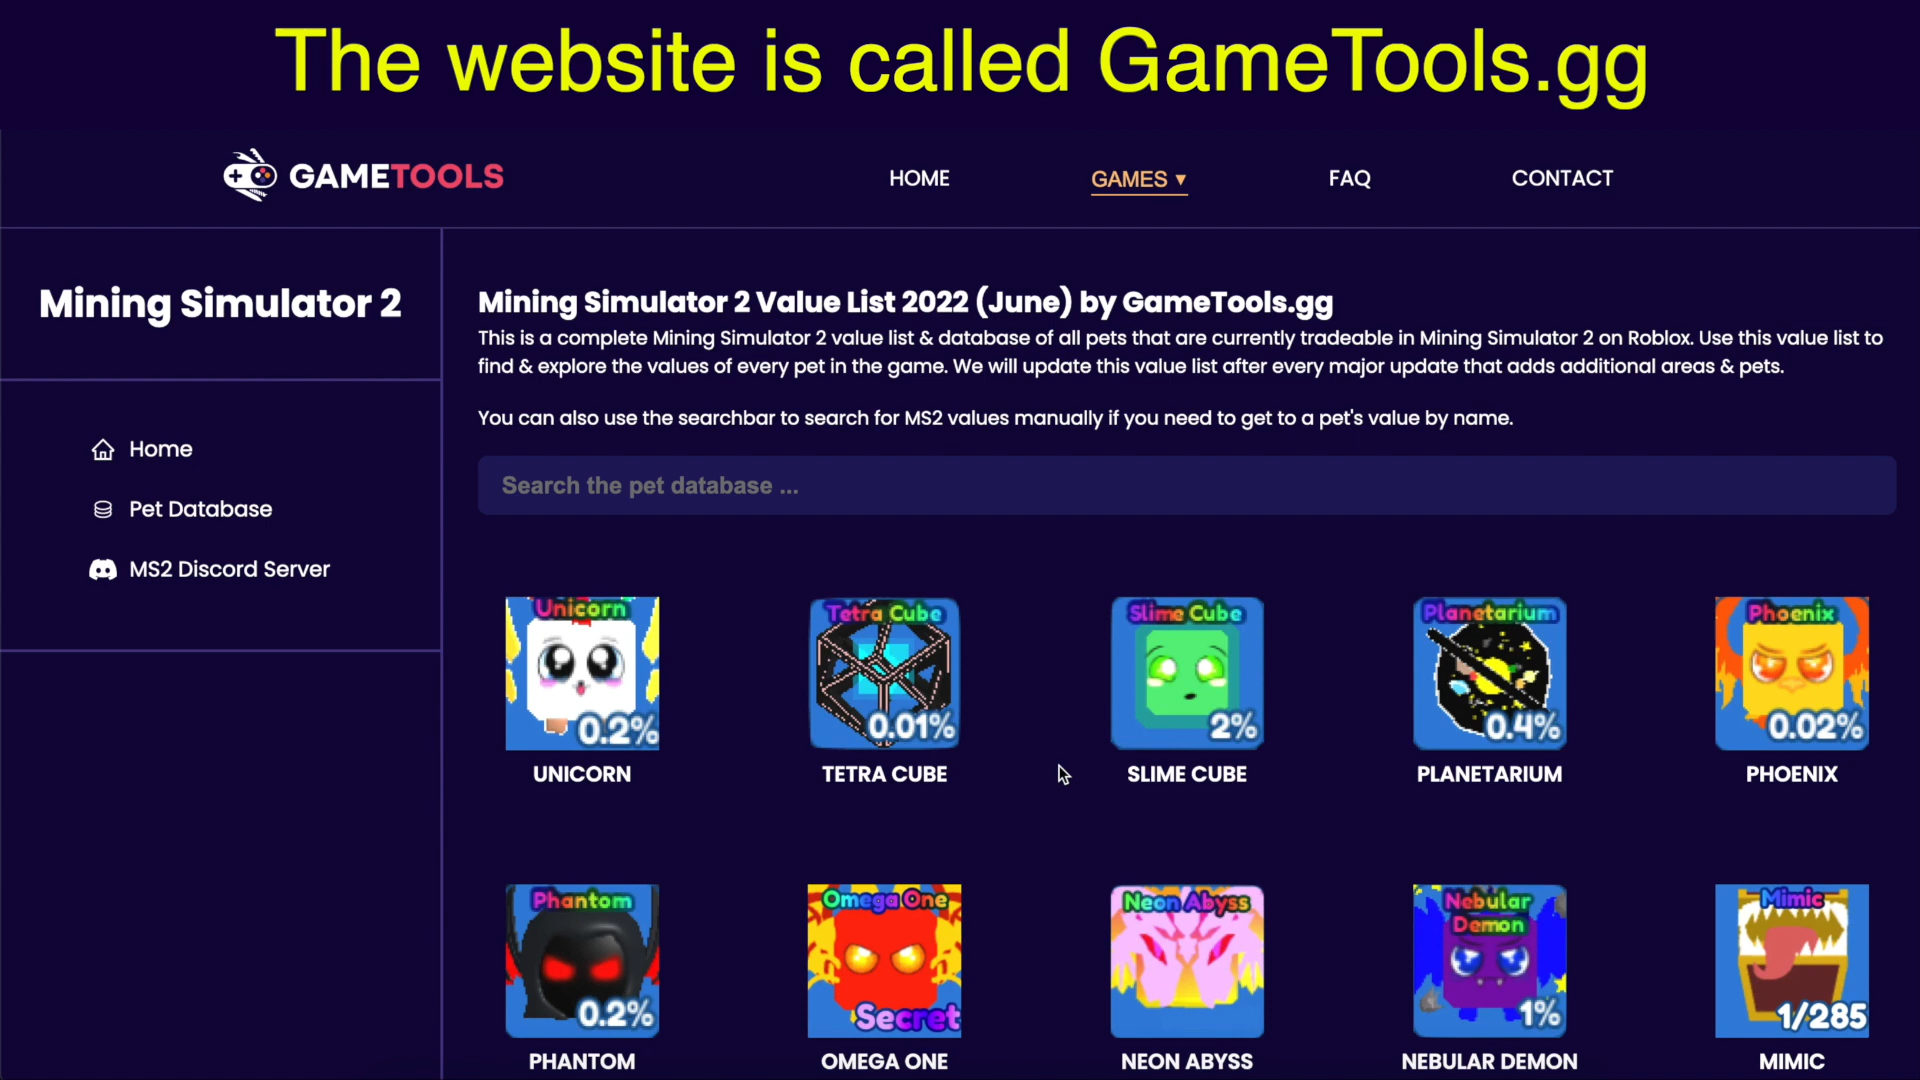 The website is called GameTools.gg
GAMETOOLS
HOME
GAMES ▼
FAQ
CONTACT
Mining Simulator 2
Home
Pet Database
MS2 Discord Server
Mining Simulator 2 Value List 2022 (June) by GameTools.gg
This is a complete Mining Simulator 2 value list & database of all pets that are currently tradeable in Mining Simulator 2 on Roblox. Use this value list to
find & explore the values of every pet in the game. We will update this value list after every major update that adds additional areas & pets.
You can also use the searchbar to search for MS2 values manually if you need to get to a pet's value by name.
Search the pet database ...
Unicorn
0.2%
UNICORN
Tetra Cube
0.01%
TETRA CUBE
Slime Cube
2%
SLIME CUBE
Planetarium
0.4%
PLANETARIUM
Phoenix
0.02%
PHOENIX
Phantom
0.2%
PHANTOM
Omega One
Secret
OMEGA ONE
Neon Abyss
NEON ABYSS
Nebular
Demon
1%
NEBULAR DEMON
Mimic
1/285
MIMIC